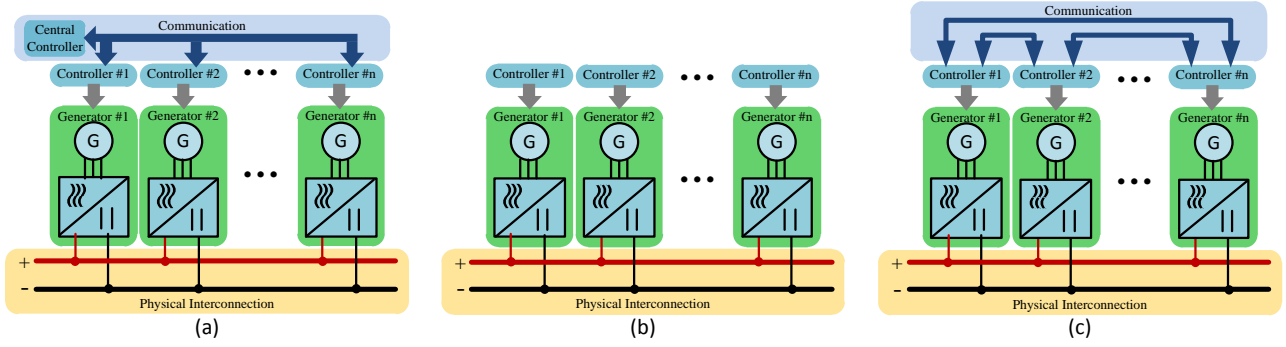 Central
Controller
Communication
Controller #1
Controller #2
• • •
Controller #n
Generator #1
Generator #2
Generator #n
G
G
• • •
G
+
-
Physical Interconnection
(a)
Controller #1
Controller #2
• • •
Controller #n
Generator #1
Generator #2
Generator #n
G
G
• • •
G
+
-
Physical Interconnection
(b)
Communication
Controller #1
Controller #2
• • •
Controller #n
Generator #1
Generator #2
Generator #n
G
G
• • •
G
+
-
Physical Interconnection
(c)